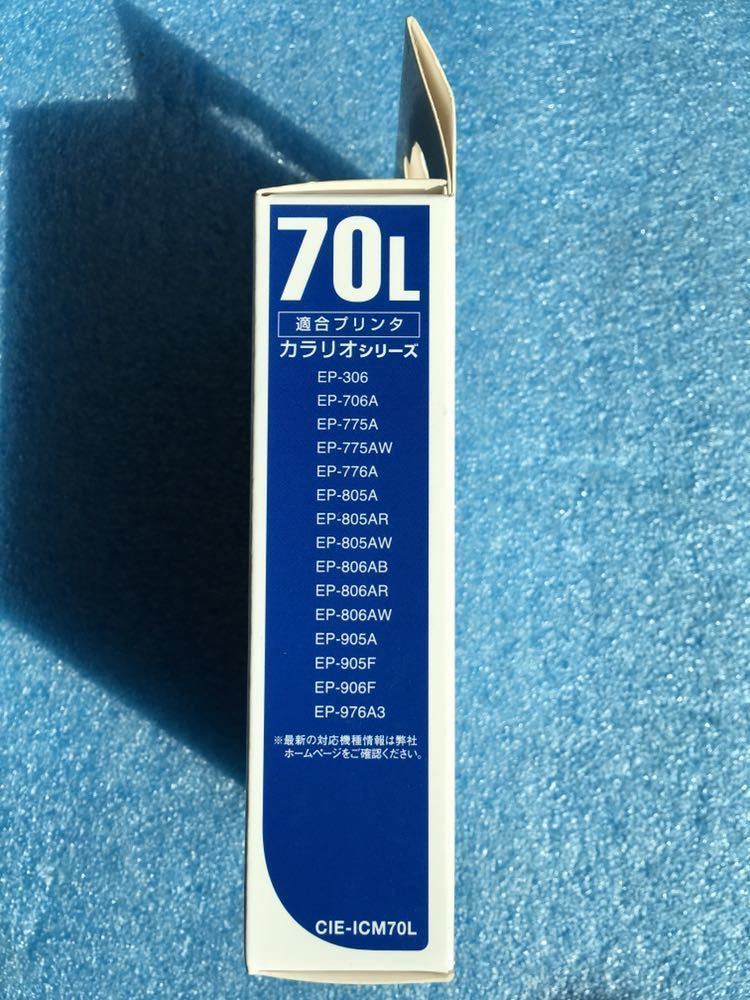 70L
適合プリンタ
カラリオシリーズ
EP-306
EP-706A
EP-775A
EP-775AW
EP-776A
EP-805A
EP-805AR
EP-805AW
EP-806AB
EP-806AR
EP-806AW
EP-905A
EP-905F
EP-906F
EP-976A3
※最新の対応機種情報は弊社
ホームページをご確認ください。
CIE-ICM70L